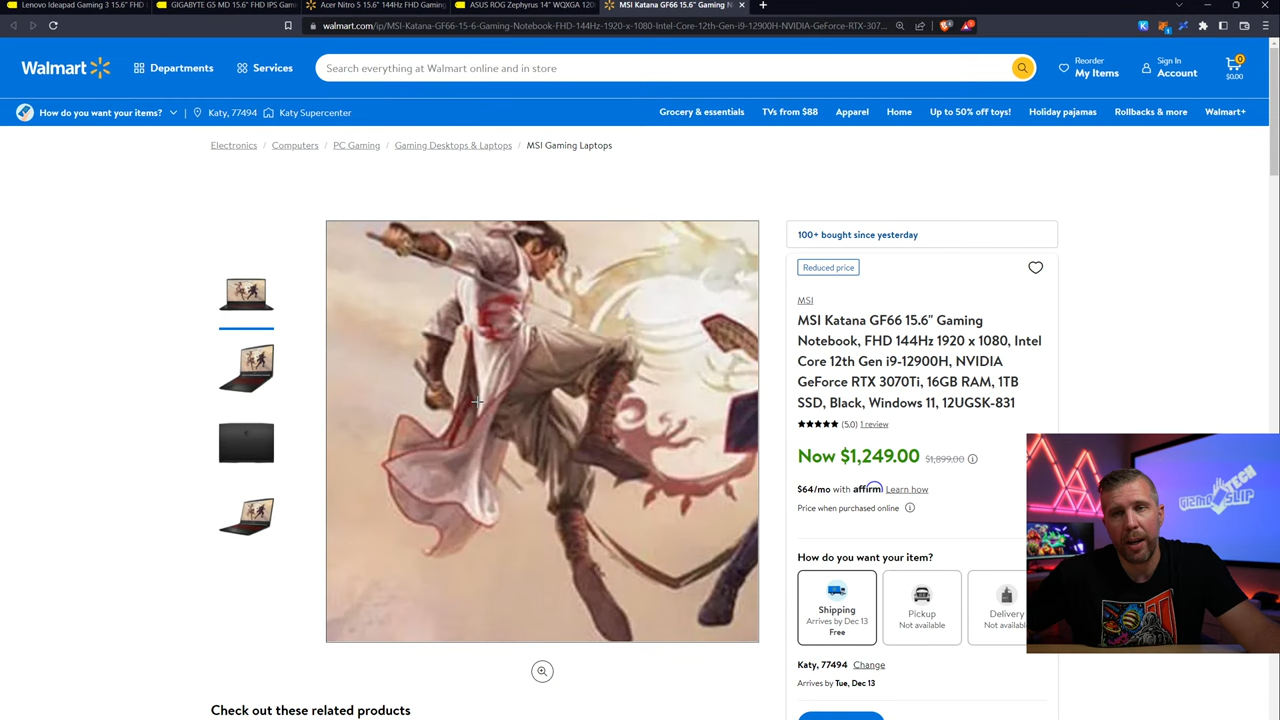 Lenovo Ideapad Gaming 3 15.6" FHD
GIGABYTE G5 MD 15.6" FHD IPS Gam
Acer Nitro 5 15.6" 144Hz FHD Gaming
ASUS ROG Zephyrus 14" WQXGA 120
MSI Katana GF66 15.6" Gaming N
walmart.com/ip/MSI-Katana-GF66-15-6-Gaming-Notebook-FHD-144Hz-1920-x-1080-Intel-Core-12th-Gen-i9-12900H-NVIDIA-GeForce-RTX-307...
Walmart
Departments
Services
Search everything at Walmart online and in store
Reorder
My Items
Sign In
Account
0
$0.00
How do you want your items?
Katy, 77494
Katy Supercenter
Grocery & essentials
TVs from $88
Apparel
Home
Up to 50% off toys!
Holiday pajamas
Rollbacks & more
Walmart+
Electronics / Computers / PC Gaming / Gaming Desktops & Laptops / MSI Gaming Laptops
100+ bought since yesterday
Reduced price
MSI
MSI Katana GF66 15.6" Gaming
Notebook, FHD 144Hz 1920 x 1080, Intel
Core 12th Gen i9-12900H, NVIDIA
GeForce RTX 3070Ti, 16GB RAM, 1TB
SSD, Black, Windows 11, 12UGSK-831
(5.0) 1 review
Now $1,249.00 $1,899.00
$64/mo with affirm Learn how
Price when purchased online
How do you want your item?
Shipping
Arrives by Dec 13
Free
Pickup
Not available
Delivery
Not availab
GIZMO SLIP
TECH
Katy, 77494 Change
Arrives by Tue, Dec 13
Check out these related products